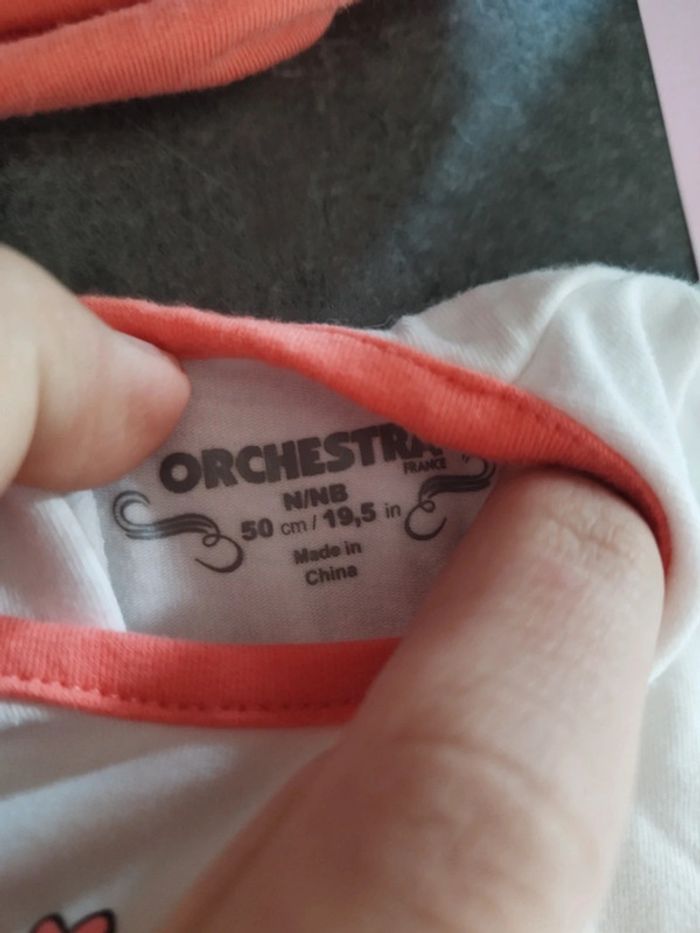 ORCHESTRA
FRANCE
N/NB
50 cm / 19,5 in
Made in
China